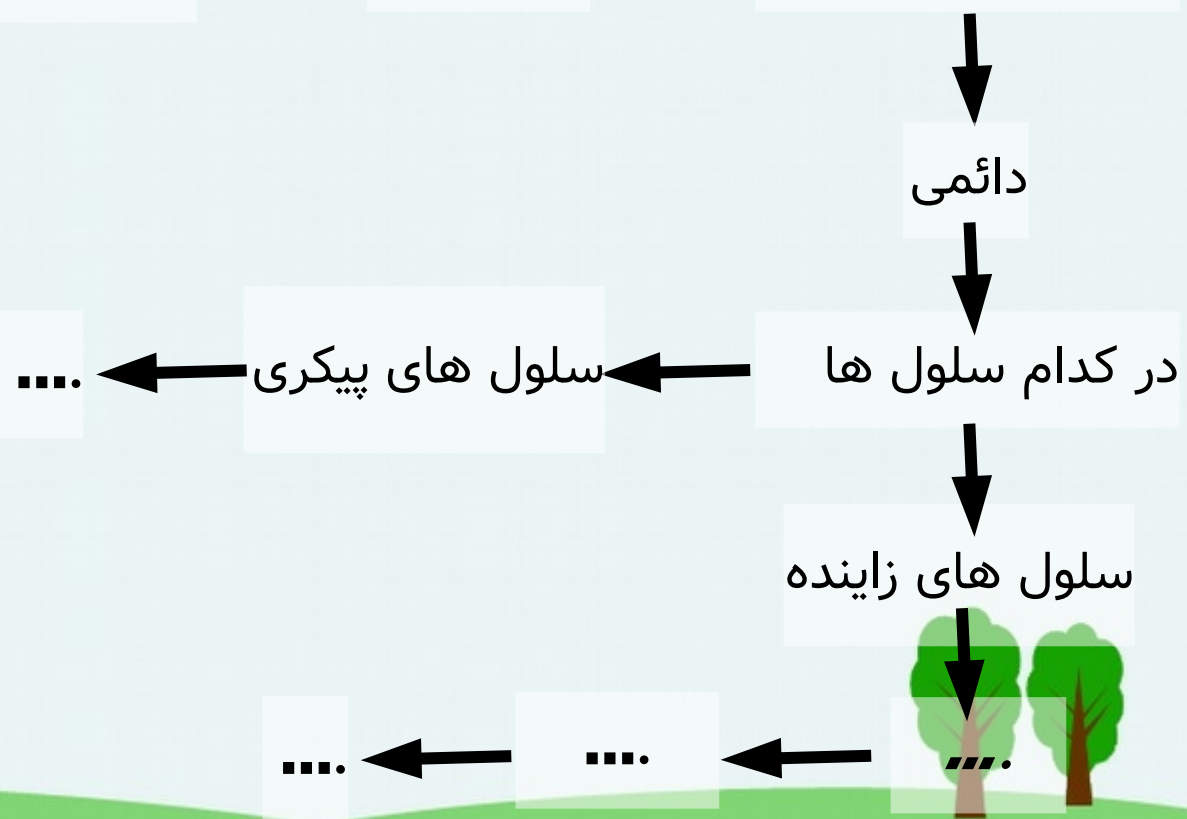 دائمی
در کدام سلول ها
سلول های پیکری
....
سلول های زاینده
....
....
....